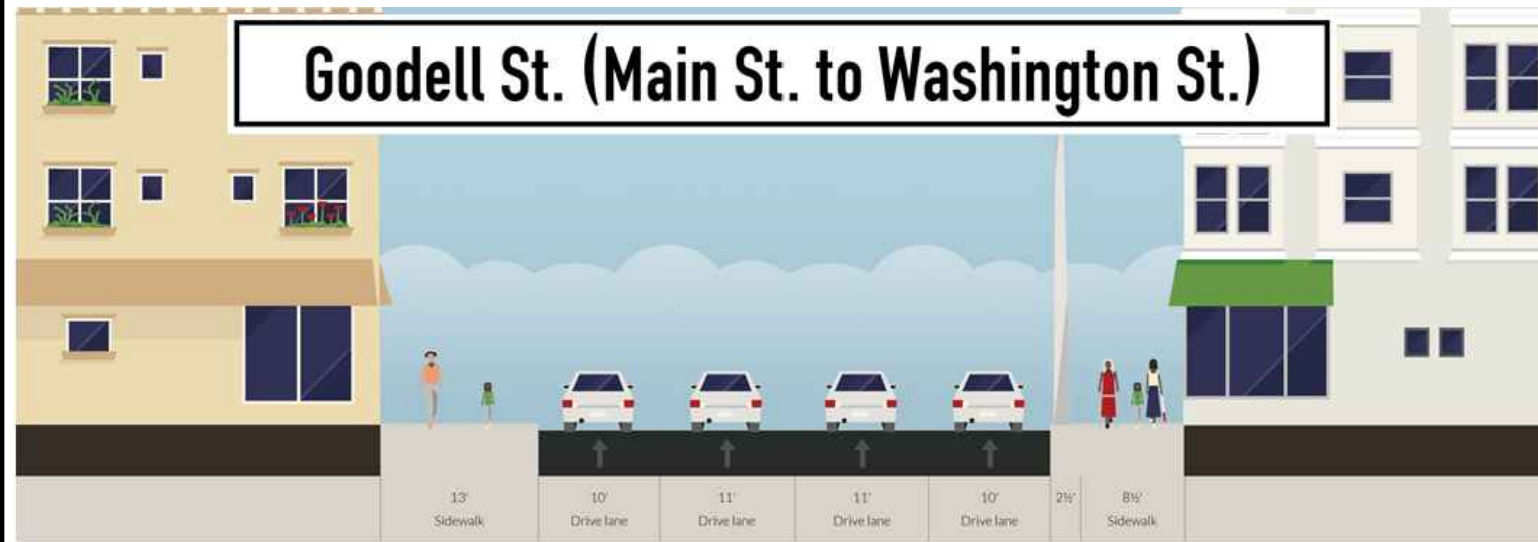 Goodell St. (Main St. to Washington St.)
13' 10' 11' 11' 10' 2½' 8½'
Sidewalk Drive lane Drive lane Drive lane Drive lane Sidewalk